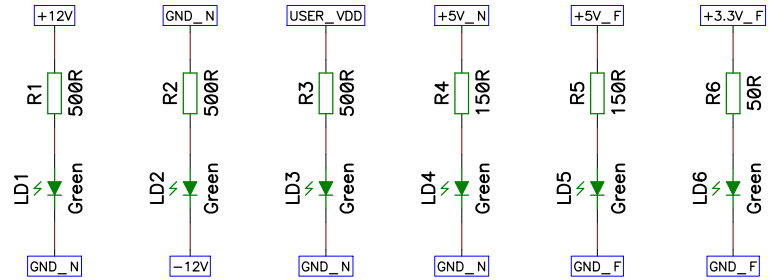 +12V
GND_N
USER_VDD
+5V_N
+5V_F
+3.3V_F
R1
500R
R2
500R
R3
500R
R4
150R
R5
150R
R6
50R
LD1
Green
LD2
Green
LD3
Green
LD4
Green
LD5
Green
LD6
Green
GND_N
-12V
GND_N
GND_N
GND_F
GND_F